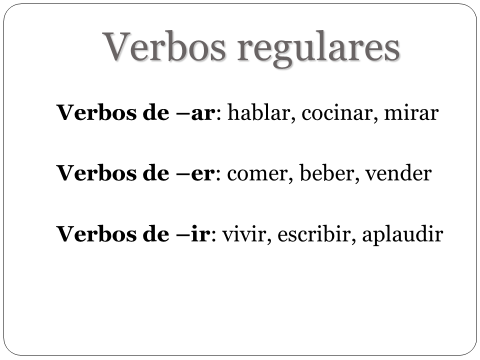 Verbos regulares
Verbos de –ar: hablar, cocinar, mirar
Verbos de –er: comer, beber, vender
Verbos de –ir: vivir, escribir, aplaudir